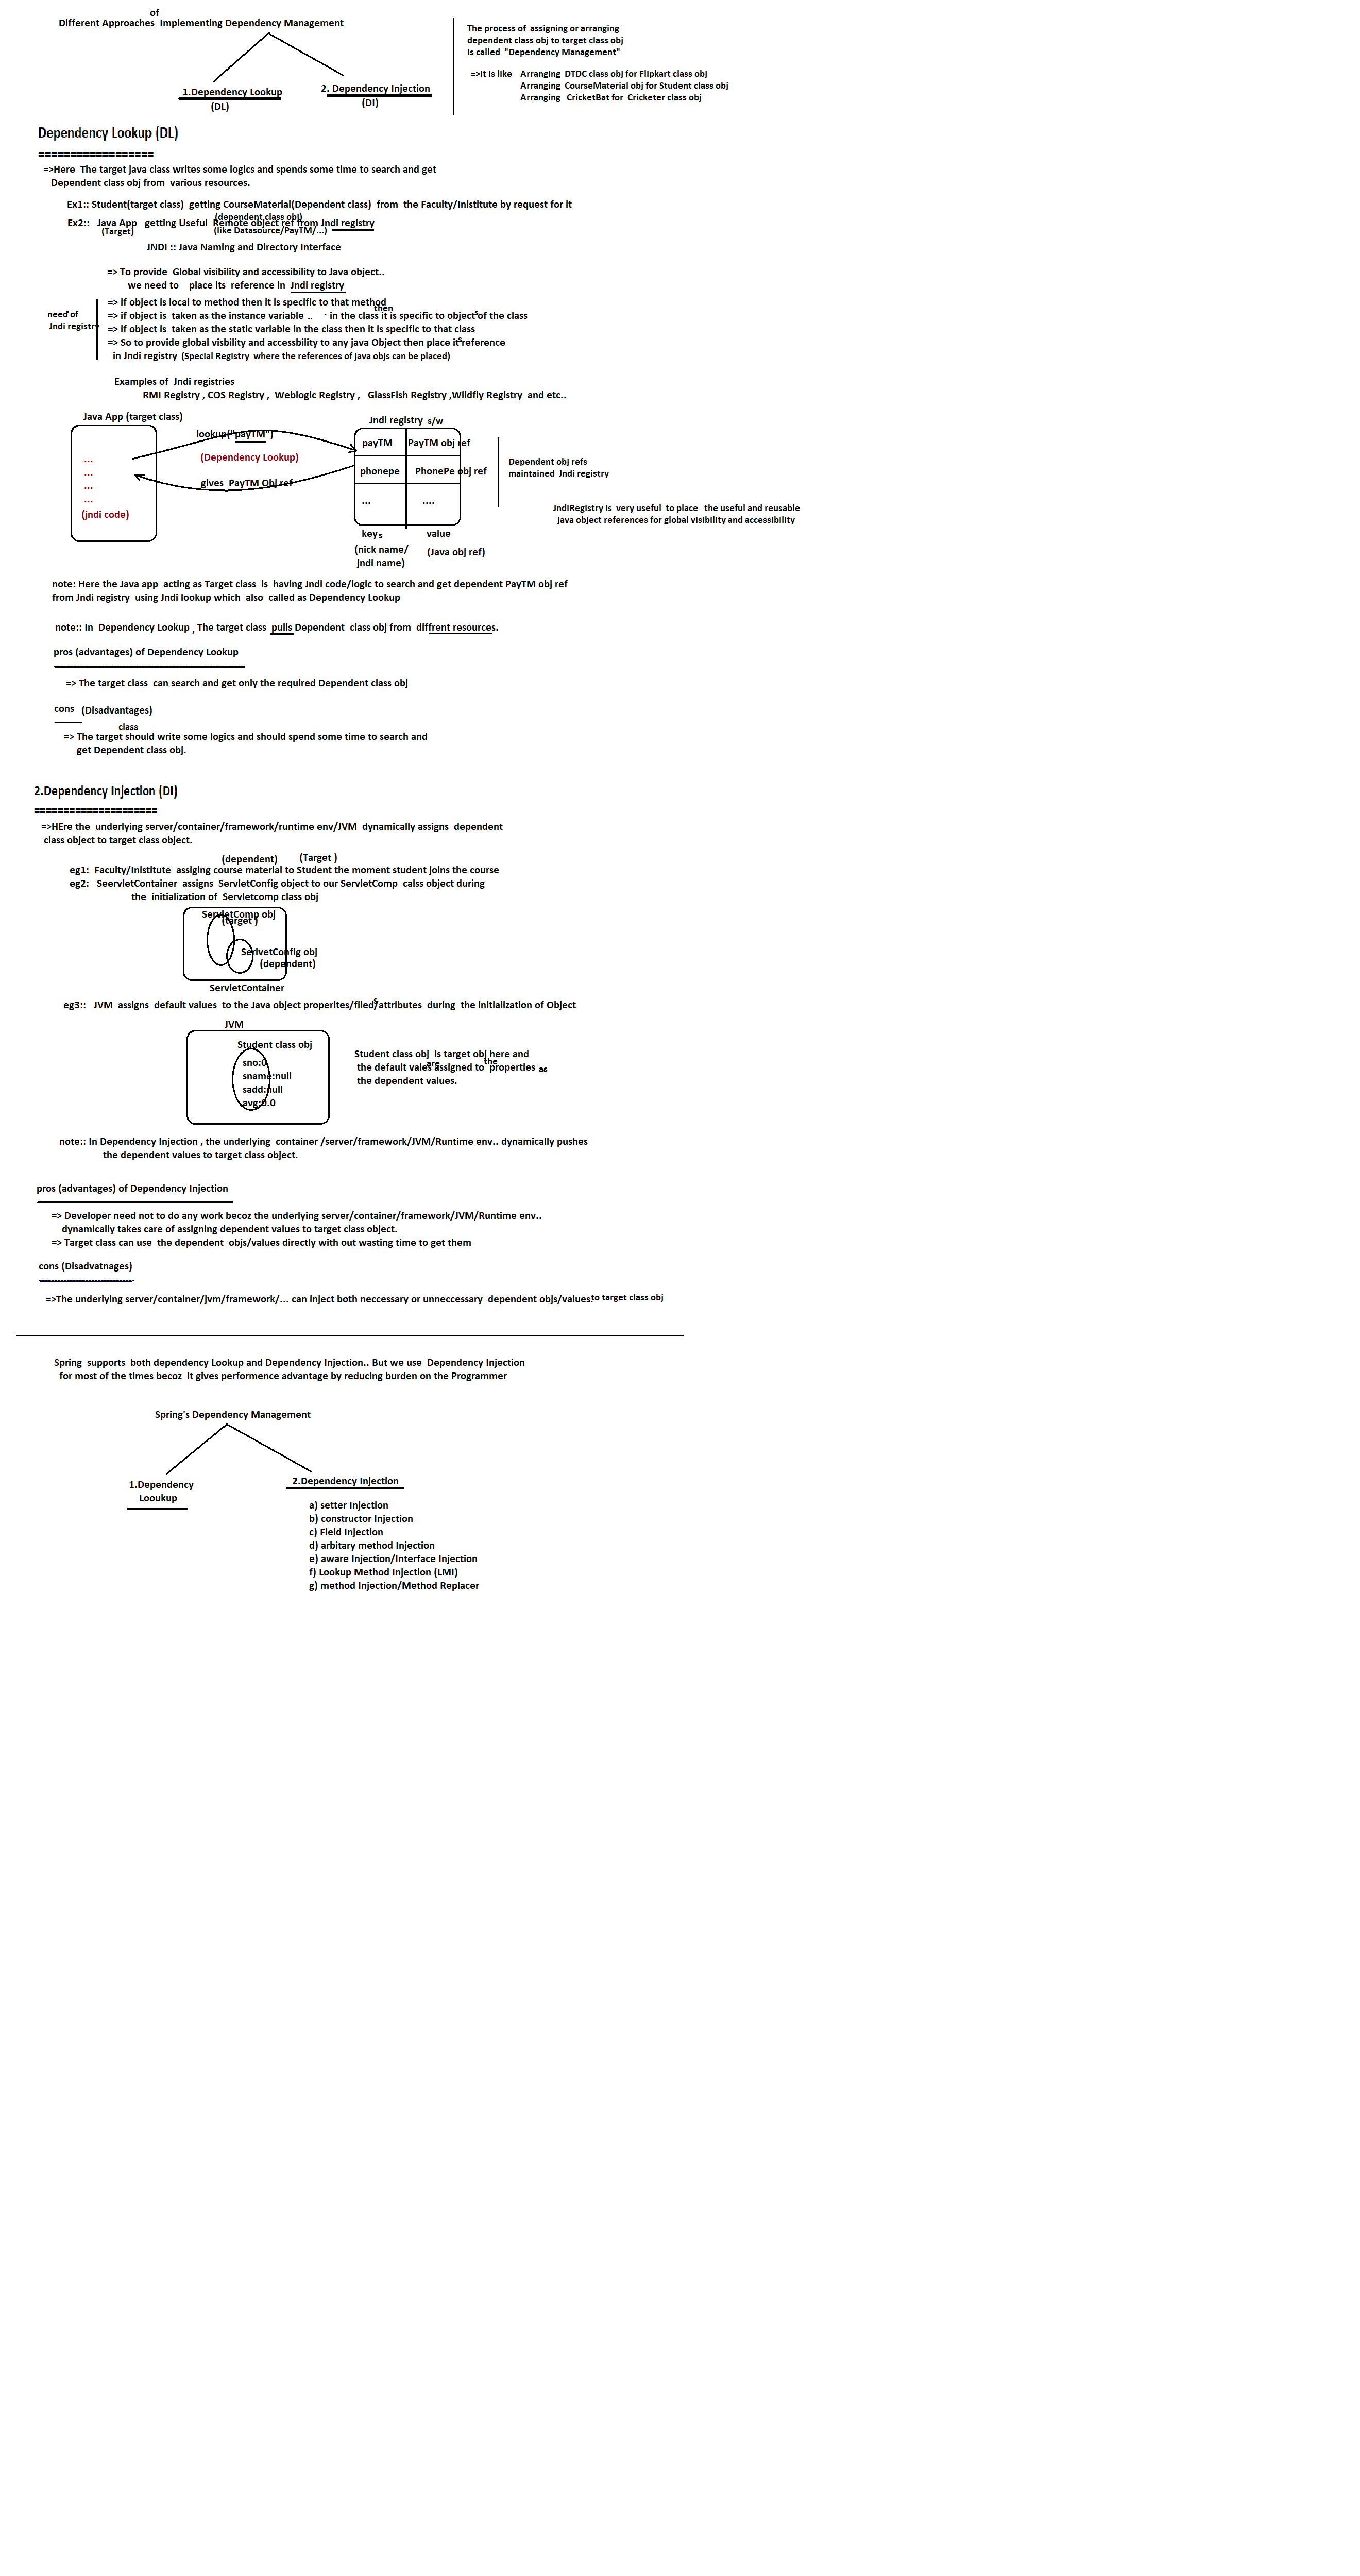 of
Different Approaches  Implementing Dependency Management
1.Dependency Lookup
(DL)
2. Dependency Injection
(DI)
The process of  assigning or arranging
dependent class obj to target class obj
is called  "Dependency Management"
=>It is like    Arranging  DTDC class obj for Flipkart class obj
Arranging  CourseMaterial obj for Student class obj
Arranging   CricketBat for  Cricketer class obj
Dependency Lookup (DL)
==================
=>Here  The target java class writes some logics and spends some time to search and get
Dependent class obj from  various resources.
Ex1:: Student(target class)  getting CourseMaterial(Dependent class)  from  the Faculty/Inistitute by request for it
(dependent class obj)
Ex2::   Java App   getting Useful  Remote object ref from Jndi registry
(Target)
(like Datasource/PayTM/...)
JNDI :: Java Naming and Directory Interface
=> To provide  Global visibility and accessibility to Java object..
we need to    place its  reference in  Jndi registry
need of
Jndi registry
=> if object is local to method then it is specific to that method
then
=> if object is  taken as the instance variable .. in the class it is specific to objects of the class
=> if object is  taken as the static variable in the class then it is specific to that class
=> So to provide global visbility and accessbility to any java Object then place its reference
in Jndi registry  (Special Registry  where the references of java objs can be placed)
Examples of  Jndi registries
RMI Registry , COS Registry ,  Weblogic Registry ,   GlassFish Registry ,Wildfly Registry  and etc..
Java App (target class)
...
...
...
...
(jndi code)
lookup("payTM")
(Dependency Lookup)
gives  PayTM Obj ref
Jndi registry  s/w
payTM    PayTM obj ref
phonepe    PhonePe obj ref
...    ....
keys    value
(nick name/
jndi name)
(Java obj ref)
Dependent obj refs
maintained  Jndi registry
JndiRegistry is  very useful  to place   the useful and reusable
java object references for global visibility and accessibility
note: Here the Java app  acting as Target class  is  having Jndi code/logic to search and get dependent PayTM obj ref
from Jndi registry  using Jndi lookup which  also  called as Dependency Lookup
note:: In  Dependency Lookup , The target class  pulls Dependent  class obj from  diffrent resources.
pros (advantages) of Dependency Lookup
=> The target class  can search and get only the required Dependent class obj
cons   (Disadvantages)
class
=> The target should write some logics and should spend some time to search and
get Dependent class obj.
2.Dependency Injection (DI)
=====================
=>HEre the  underlying server/container/framework/runtime env/JVM  dynamically assigns  dependent
class object to target class object.
(dependent)    (Target )
eg1:  Faculty/Inistitute  assiging course material to Student the moment student joins the course
eg2:   SeervletContainer  assigns  ServletConfig object to our ServletComp  calss object during
the  initialization of  Servletcomp class obj
ServletComp obj
(target )
SerlvetConfig obj
(dependent)
ServletContainer
eg3::   JVM  assigns  default values  to the Java object properites/fileds/attributes  during  the initialization of Object
JVM
Student class obj
sno:0
sname:null
sadd:null
avg:0.0
Student class obj  is target obj here and
the default vales are assigned to the properties as
the dependent values.
note:: In Dependency Injection , the underlying  container /server/framework/JVM/Runtime env.. dynamically pushes
the dependent values to target class object.
pros (advantages) of Dependency Injection
=> Developer need not to do any work becoz the underlying server/container/framework/JVM/Runtime env..
dynamically takes care of assigning dependent values to target class object.
=> Target class can use  the dependent  objs/values directly with out wasting time to get them
cons (Disadvatnages)
=>The underlying server/container/jvm/framework/... can inject both neccessary or unneccessary  dependent objs/values. to target class obj
Spring  supports  both dependency Lookup and Dependency Injection.. But we use  Dependency Injection
for most of the times becoz  it gives performence advantage by reducing burden on the Programmer
Spring's Dependency Management
1.Dependency
Looukup
2.Dependency Injection
a) setter Injection
b) constructor Injection
c) Field Injection
d) arbitary method Injection
e) aware Injection/Interface Injection
f) Lookup Method Injection (LMI)
g) method Injection/Method Replacer